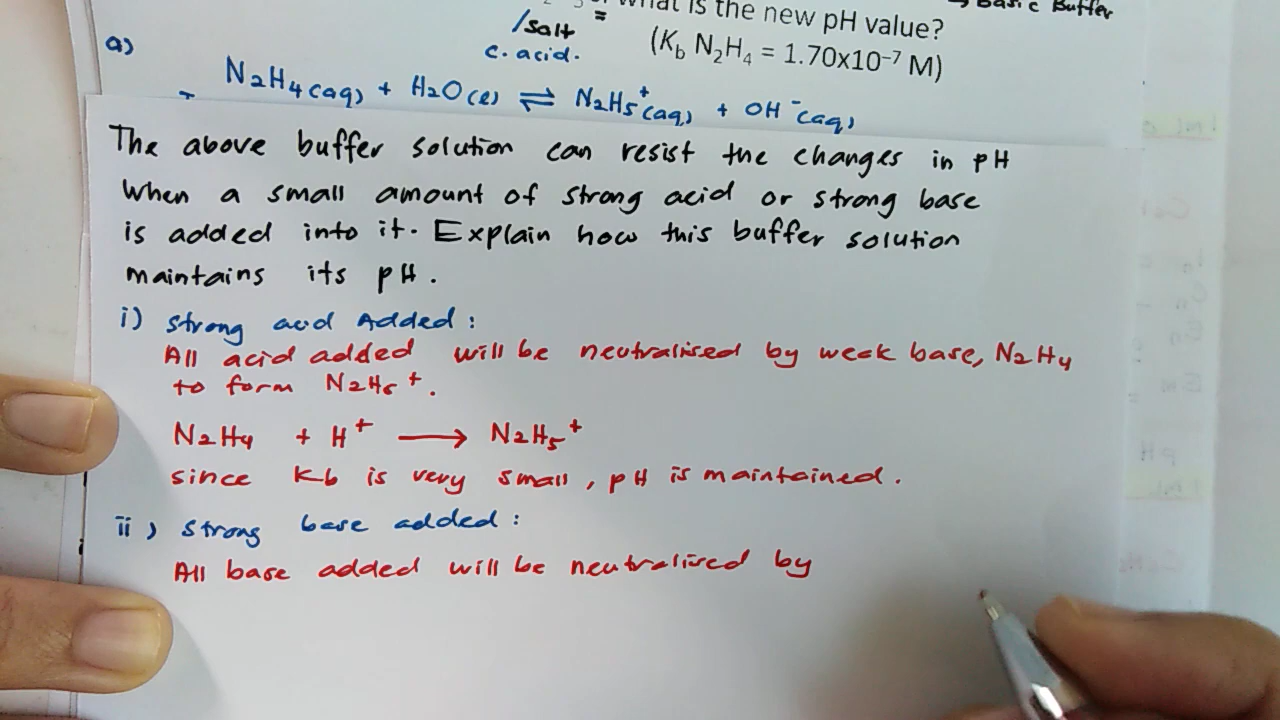 what is the new pH value?
→ Basic Buffer
/salt =
c. acid.
(Kb N2H4 = 1.70x10⁻⁷ M)
a)
N2H4(aq) + H2O(l) ⇌ N2H5⁺(aq) + OH⁻(aq)
The above buffer solution can resist the changes in pH
when a small amount of strong acid or strong base
is added into it. Explain how this buffer solution
maintains its pH.
i) strong acid Added :
All acid added will be neutralised by weak base, N2H4
to form N2H5⁺.
N2H4 + H⁺ ⟶ N2H5⁺
since Kb is very small, pH is maintained.
ii) strong base added :
All base added will be neutralised by